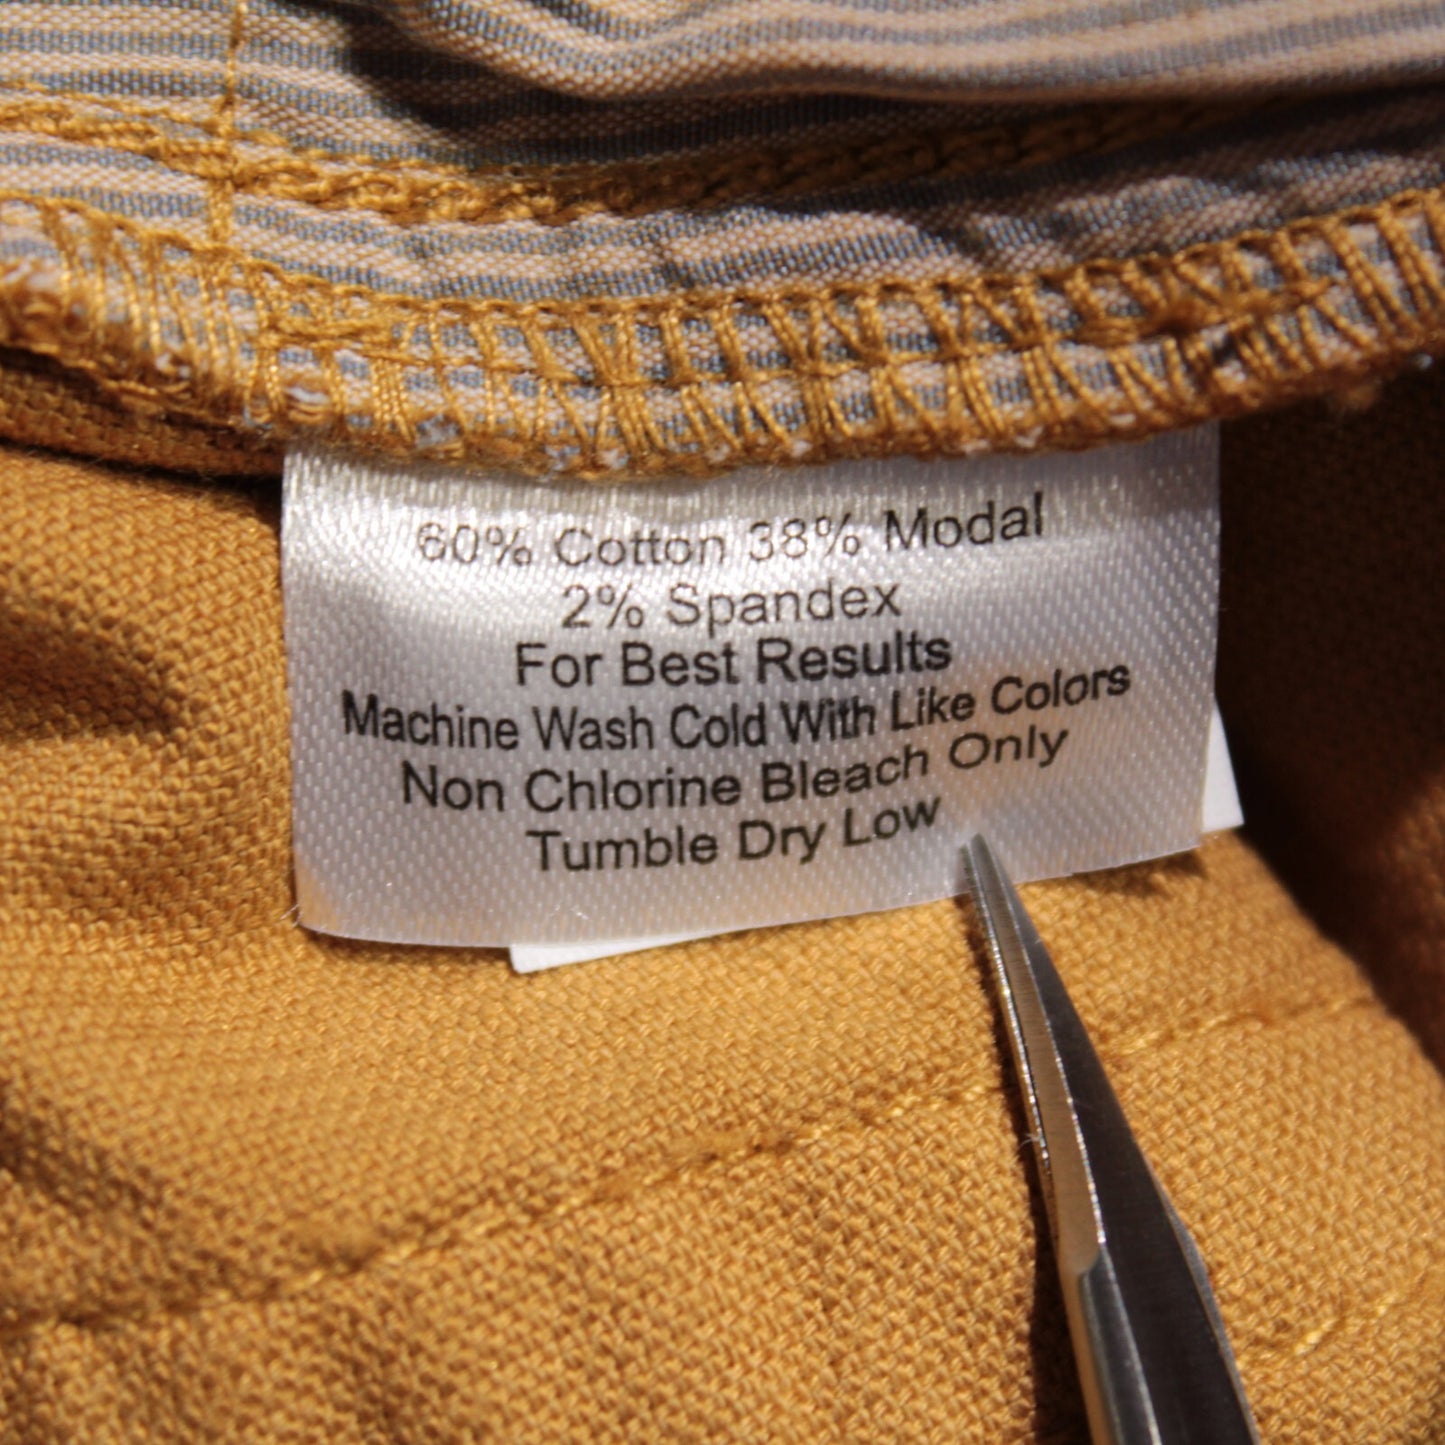 60% Cotton 38% Modal
2% Spandex
For Best Results
Machine Wash Cold With Like Colors
Non Chlorine Bleach Only
Tumble Dry Low